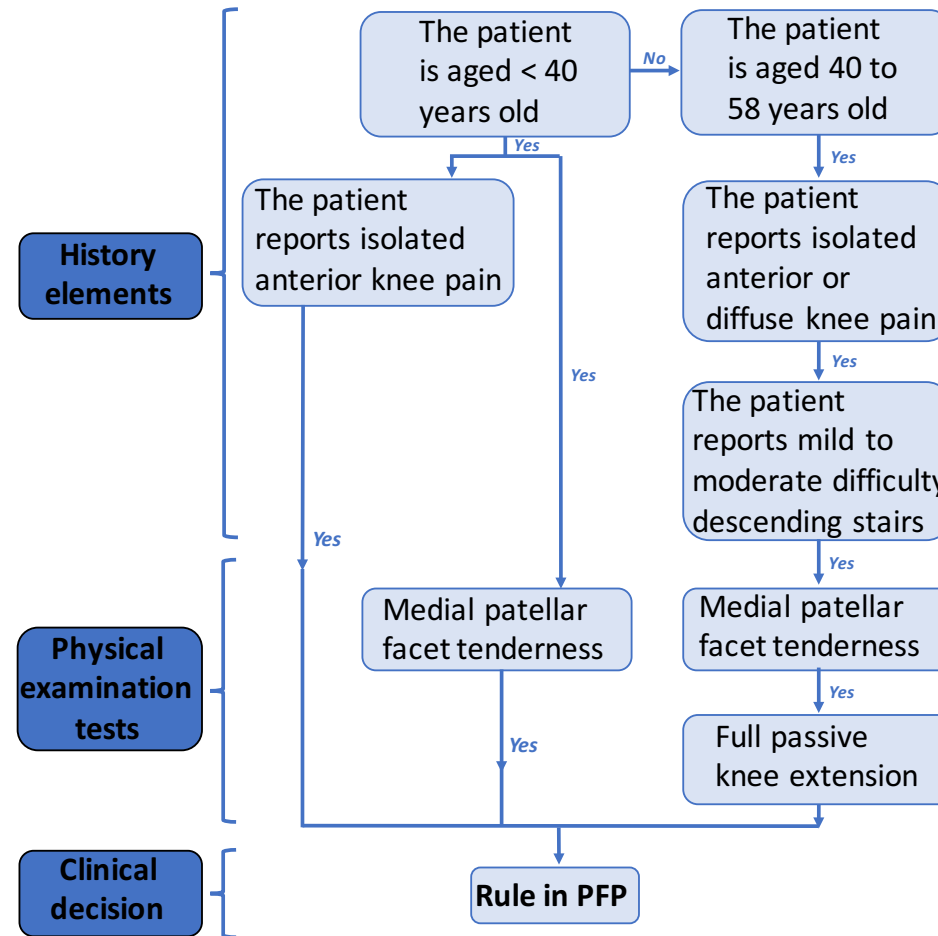 The patient
is aged < 40
years old
No
The patient
is aged 40 to
58 years old
Yes
Yes
The patient
reports isolated
anterior knee pain
The patient
reports isolated
anterior or
diffuse knee pain
History
elements
Yes
Yes
The patient
reports mild to
moderate difficulty
descending stairs
Yes
Yes
Physical
examination
tests
Medial patellar
facet tenderness
Medial patellar
facet tenderness
Yes
Yes
Full passive
knee extension
Clinical
decision
Rule in PFP